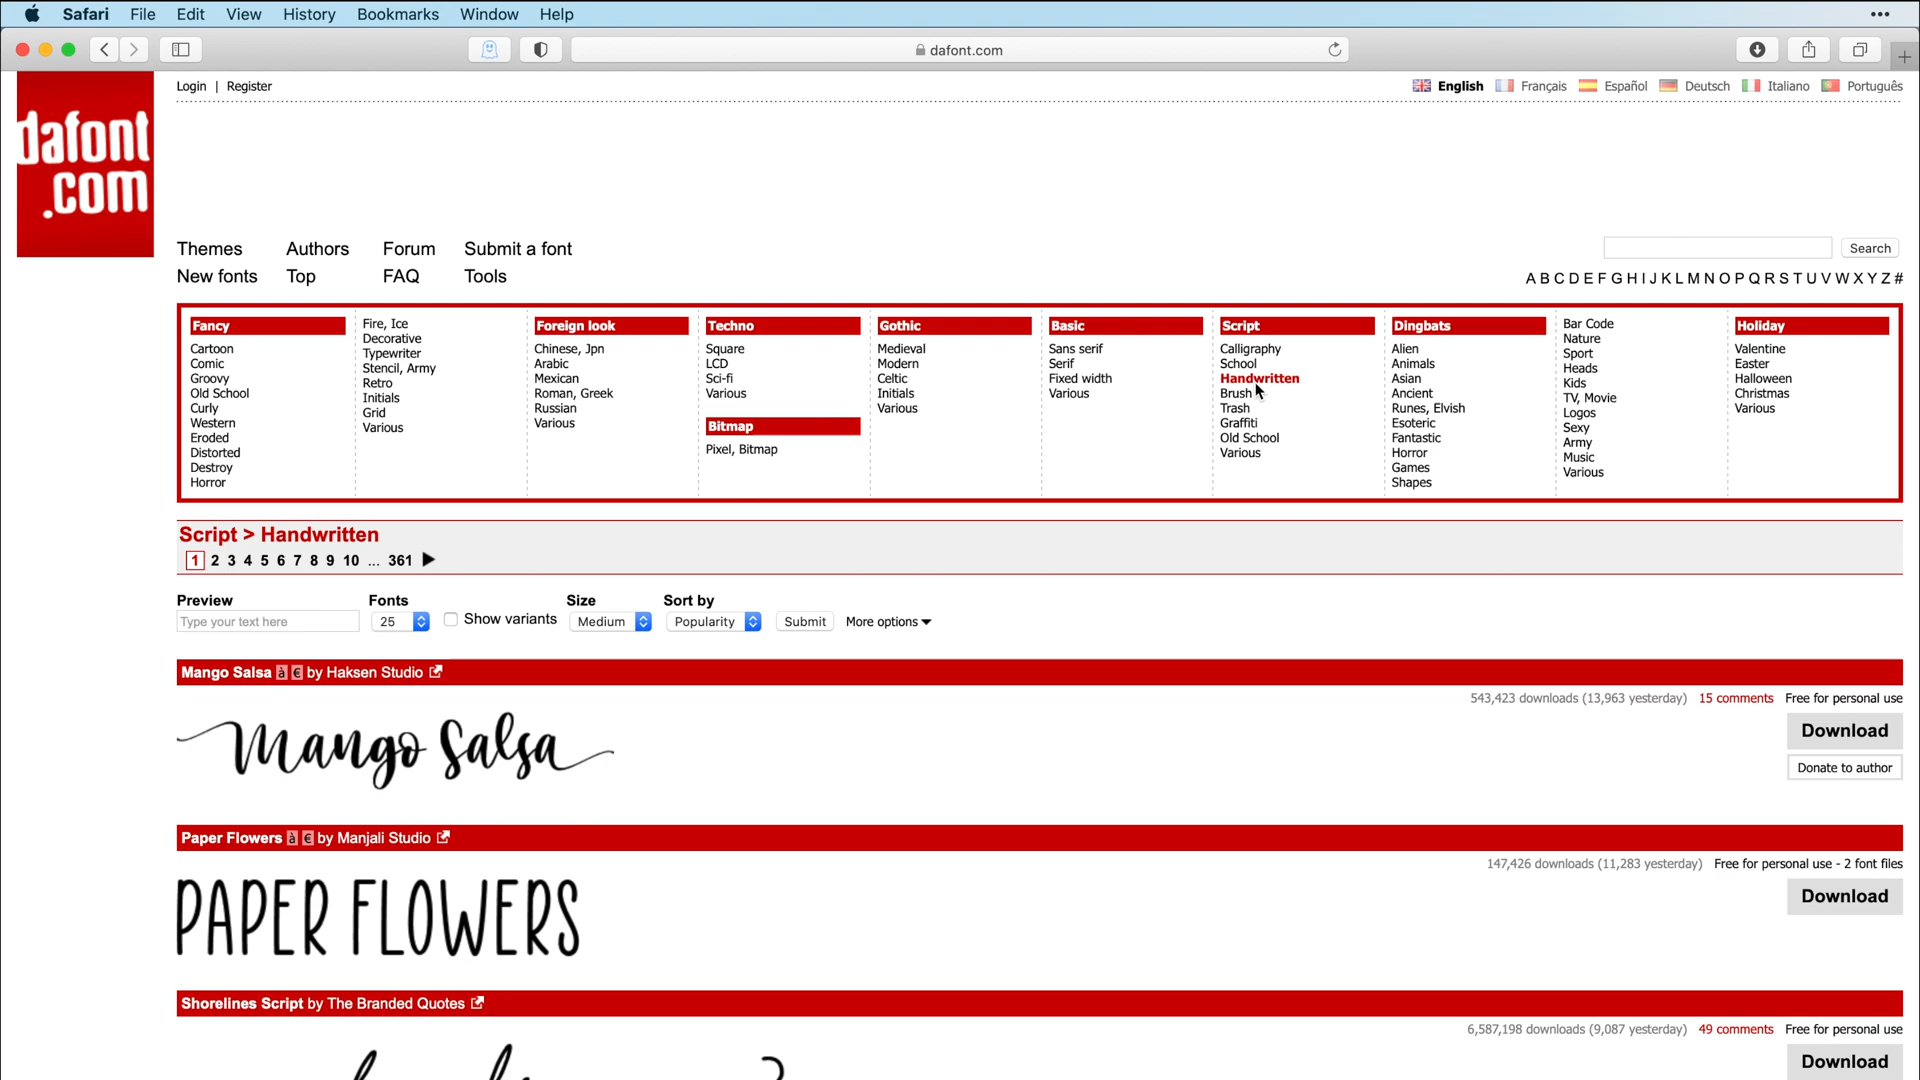 Safari File Edit View History Bookmarks Window Help
dafont.com
dafont
.com
Login | Register
English Français Español Deutsch Italiano Português
Themes Authors Forum Submit a font
New fonts Top FAQ Tools
Search
A B C D E F G H I J K L M N O P Q R S T U V W X Y Z #
Fancy
Cartoon
Comic
Groovy
Old School
Curly
Western
Eroded
Distorted
Destroy
Horror
Fire, Ice
Decorative
Typewriter
Stencil, Army
Retro
Initials
Grid
Various
Foreign look
Chinese, Jpn
Arabic
Mexican
Roman, Greek
Russian
Various
Techno
Square
LCD
Sci-fi
Various
Bitmap
Pixel, Bitmap
Gothic
Medieval
Modern
Celtic
Initials
Various
Basic
Sans serif
Serif
Fixed width
Various
Script
Calligraphy
School
Handwritten
Brush
Trash
Graffiti
Old School
Various
Dingbats
Alien
Animals
Asian
Ancient
Runes, Elvish
Esoteric
Fantastic
Horror
Games
Shapes
Bar Code
Nature
Sport
Heads
Kids
TV, Movie
Logos
Sexy
Army
Music
Various
Holiday
Valentine
Easter
Halloween
Christmas
Various
Script > Handwritten
1 2 3 4 5 6 7 8 9 10 ... 361
Preview Fonts Size Sort by
Type your text here 25 Show variants Medium Popularity Submit More options
Mango Salsa à € by Haksen Studio
543,423 downloads (13,963 yesterday) 15 comments Free for personal use
Mango Salsa
Download
Donate to author
Paper Flowers à € by Manjali Studio
147,426 downloads (11,283 yesterday) Free for personal use - 2 font files
PAPER FLOWERS
Download
Shorelines Script by The Branded Quotes
6,587,198 downloads (9,087 yesterday) 49 comments Free for personal use
Download